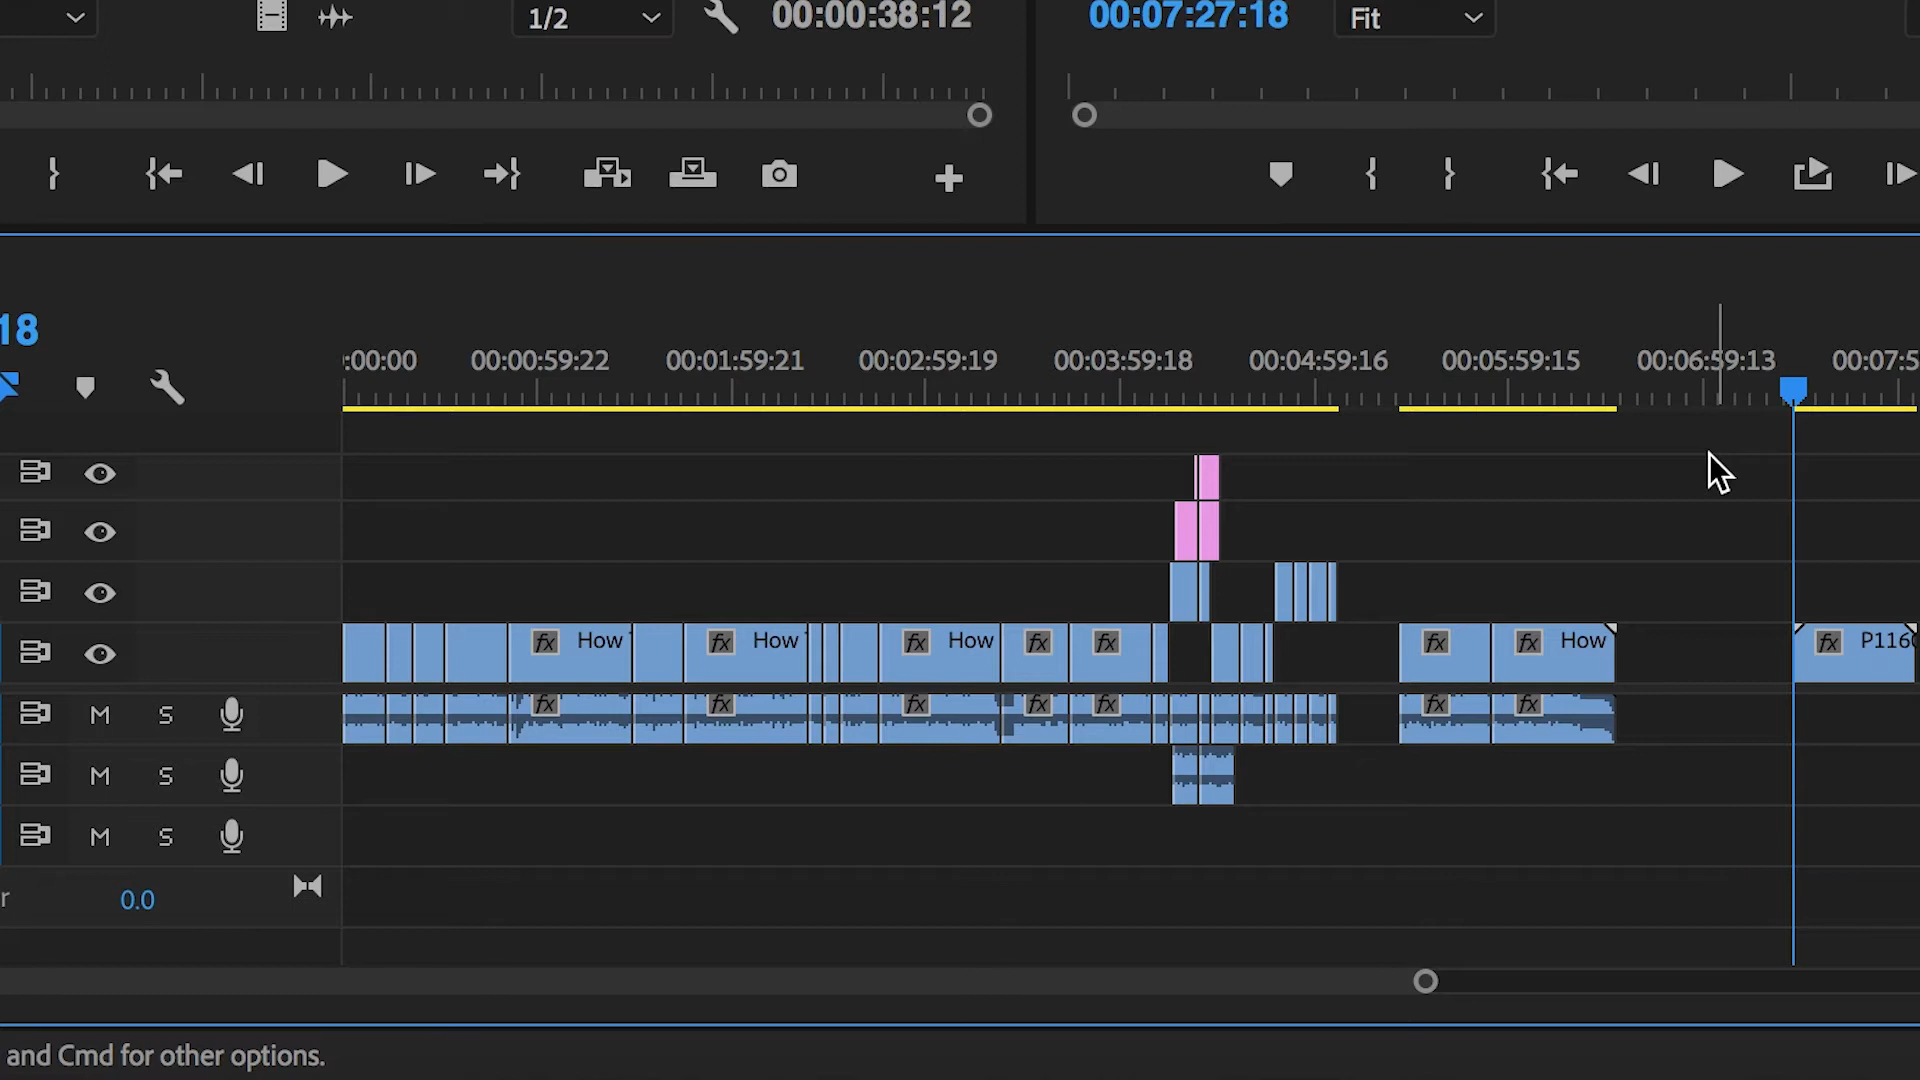 1/2 00:00:38:12 00:07:27:18 Fit
18
:00:00 00:00:59:22 00:01:59:21 00:02:59:19 00:03:59:18 00:04:59:16 00:05:59:15 00:06:59:13 00:07:5
fx How fx How fx How fx fx fx fx How fx P116
M S fx fx fx fx fx fx fx
M S
M S
r 0.0
and Cmd for other options.